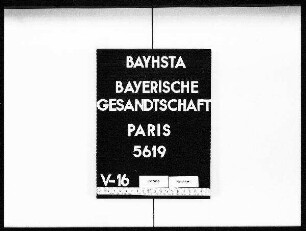 BAYHSTA
BAYERISCHE
GESANDTSCHAFT
PARIS
5619
V-16